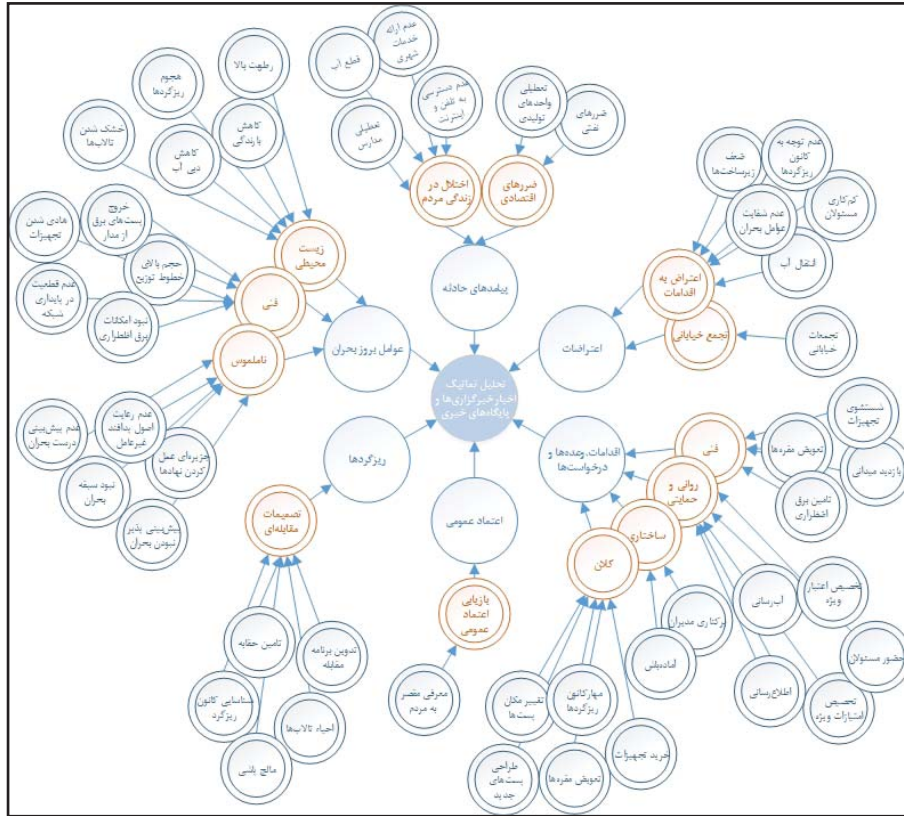 تحلیل تماتیک
اخبار خبرگزاری‌ها و
پایگاه‌های خبری
پیامدهای حادثه
اختلال در
زندگی مردم
تعطیلی
مدارس
قطع آب
عدم ارائه
خدمات
شهری
عدم دسترسی
به تلفن و
اینترنت
ضررهای
اقتصادی
تعطیلی
واحدهای
تولیدی
ضررهای
نفتی
اعتراضات
اعتراض به
اقدامات
ضعف
زیرساخت‌ها
عدم توجه به
کانون
ریزگردها
عدم شفافیت
عوامل بحران
کم‌کاری
مسئولان
انتقال آب
تجمع خیابانی
تجمعات
خیابانی
اقدامات، وعده‌ها و
درخواست‌ها
فنی
شستشوی
تجهیزات
تعویض مقره‌ها
بازدید میدانی
تامین برق
اضطراری
روانی و
حمایتی
تخصیص اعتبار
ویژه
حضور مسئولان
آب‌رسانی
تخصیص
امتیازات ویژه
اطلاع‌رسانی
ساختاری
برکناری مدیران
آماده‌باش
کلان
خرید تجهیزات
مهار کانون
ریزگردها
تعویض مقره‌ها
تغییر مکان
پست‌ها
طراحی
پست‌های
جدید
اعتماد عمومی
بازیابی
اعتماد
عمومی
معرفی مقصر
به مردم
ریزگردها
تصمیمات
مقابله‌ای
تدوین برنامه
مقابله
احیاء تالاب‌ها
تامین حقابه
مالچ پاشی
شناسایی کانون
ریزگرد
عوامل بروز بحران
زیست
محیطی
رطوبت بالا
کاهش
بارندگی
هجوم
ریزگردها
کاهش
دبی آب
خشک شدن
تالاب‌ها
فنی
خروج
پست‌های برق
از مدار
هادی شدن
تجهیزات
حجم بالای
خطوط توزیع
عدم قطعیت
در پایداری
شبکه
نبود امکانات
برق اظطراری
ناملموس
عدم رعایت
اصول پدافند
غیرعامل
عدم پیش‌بینی
درست بحران
جزیره‌ای عمل
کردن نهادها
نبود سبقه
بحران
پیش‌بینی پذیر
نبودن بحران